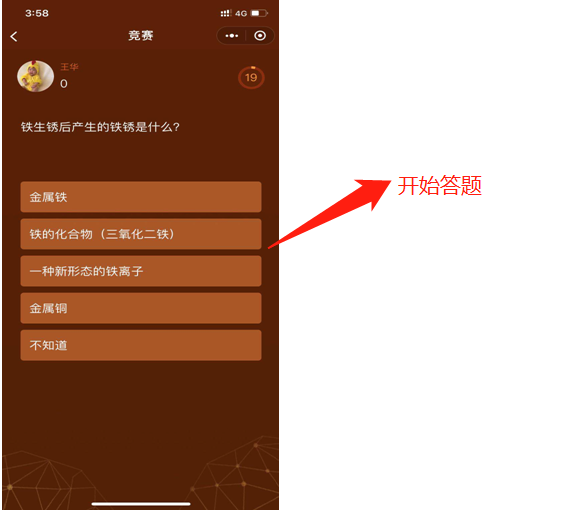 3:58
4G
竞赛
王华
0
19
铁生锈后产生的铁锈是什么?
开始答题
金属铁
铁的化合物（三氧化二铁）
一种新形态的铁离子
金属铜
不知道